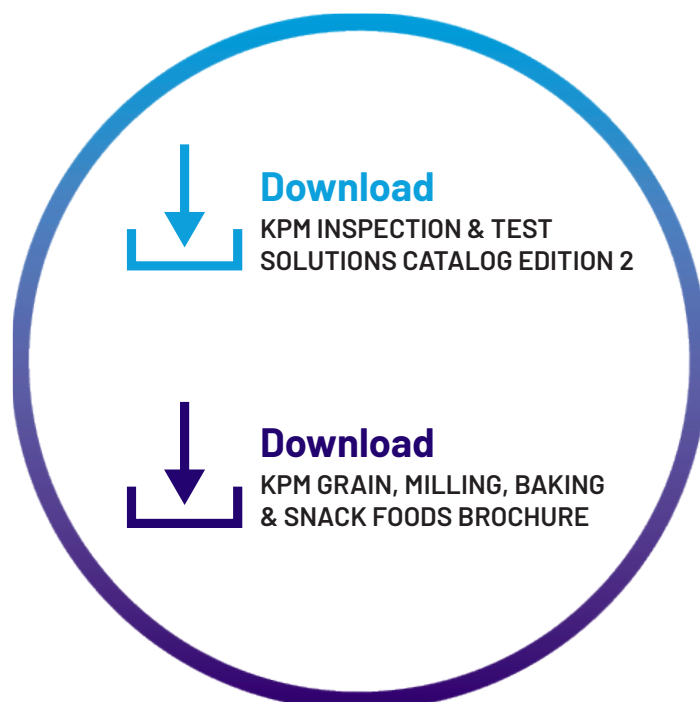 Download
KPM INSPECTION & TEST
SOLUTIONS CATALOG EDITION 2
Download
KPM GRAIN, MILLING, BAKING
& SNACK FOODS BROCHURE